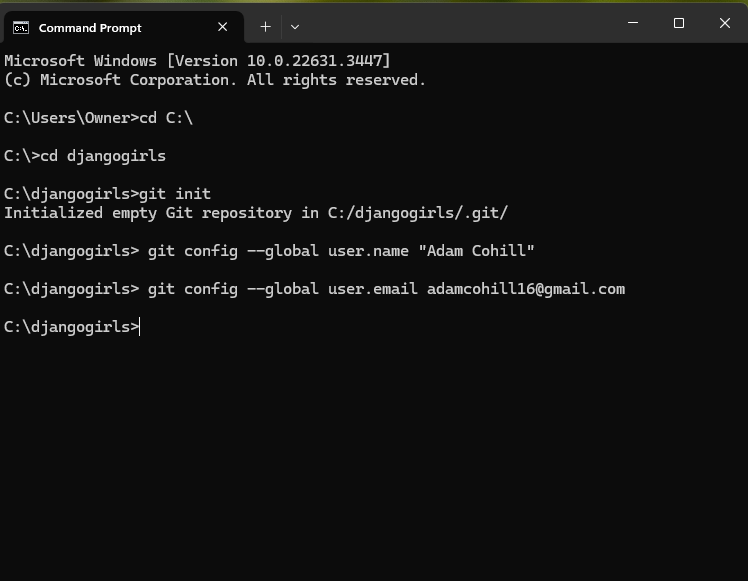 Command Prompt
Microsoft Windows [Version 10.0.22631.3447]
(c) Microsoft Corporation. All rights reserved.
C:\Users\Owner>cd C:\
C:\>cd djangogirls
C:\djangogirls>git init
Initialized empty Git repository in C:/djangogirls/.git/
C:\djangogirls> git config --global user.name "Adam Cohill"
C:\djangogirls> git config --global user.email adamcohill16@gmail.com
C:\djangogirls>